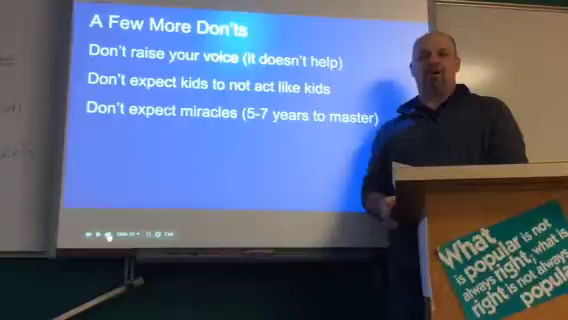 A Few More Don'ts
Don't raise your voice (it doesn't help)
Don't expect kids to not act like kids
Don't expect miracles (5-7 years to master)
What
is popular is not
always right, what is
right is not always
popular